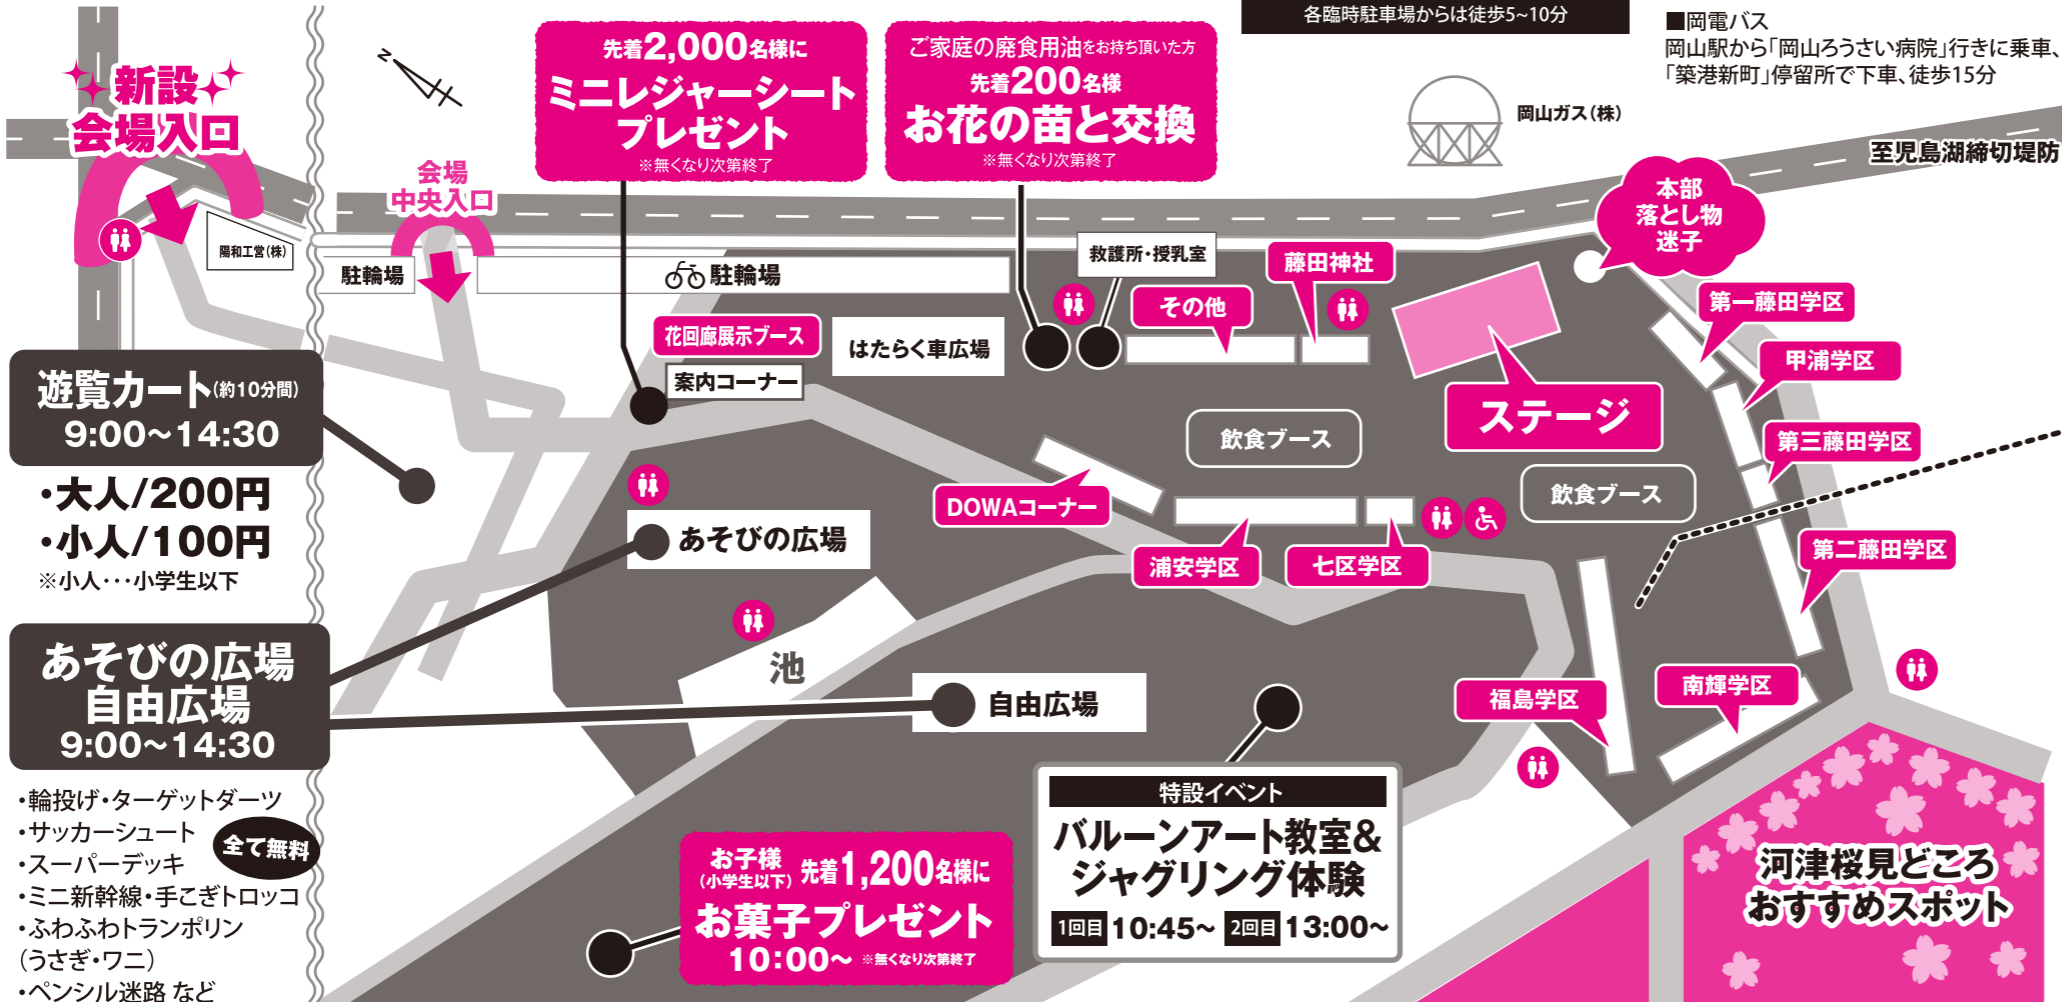 各臨時駐車場からは徒歩5~10分
■岡電バス
岡山駅から「岡山ろうさい病院」行きに乗車、
「築港新町」停留所で下車、徒歩15分
新設
会場入口
N
先着2,000名様に
ミニレジャーシート
プレゼント
※無くなり次第終了
ご家庭の廃食用油をお持ち頂いた方
先着200名様
お花の苗と交換
※無くなり次第終了
岡山ガス(株)
至児島湖締切堤防
会場
中央入口
本部
落とし物
迷子
陽和工営(株)
駐輪場
駐輪場
救護所・授乳室
藤田神社
その他
第一藤田学区
花回廊展示ブース
案内コーナー
はたらく車広場
甲浦学区
ステージ
飲食ブース
第三藤田学区
飲食ブース
遊覧カート(約10分間)
9:00〜14:30
・大人/200円
・小人/100円
※小人・・・小学生以下
DOWAコーナー
あそびの広場
浦安学区
七区学区
第二藤田学区
あそびの広場
自由広場
9:00〜14:30
池
自由広場
福島学区
南輝学区
・輪投げ・ターゲットダーツ
・サッカーシュート
・スーパーデッキ
・ミニ新幹線・手こぎトロッコ
・ふわふわトランポリン
(うさぎ・ワニ)
・ペンシル迷路 など
全て無料
お子様
(小学生以下)
先着1,200名様に
お菓子プレゼント
10:00〜 ※無くなり次第終了
特設イベント
バルーンアート教室&
ジャグリング体験
1回目 10:45〜 2回目 13:00〜
河津桜見どころ
おすすめスポット